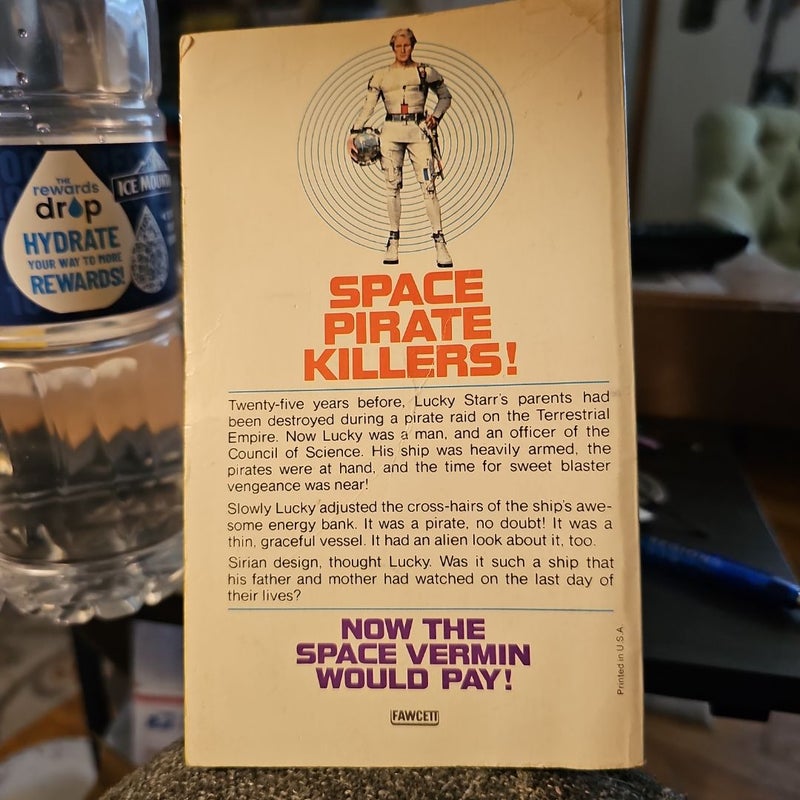 THE
rewards
drop
HYDRATE
YOUR WAY TO MORE
REWARDS!
ICE MOUNT
SPACE
PIRATE
KILLERS!
Twenty-five years before, Lucky Starr's parents had
been destroyed during a pirate raid on the Terrestrial
Empire. Now Lucky was a man, and an officer of the
Council of Science. His ship was heavily armed, the
pirates were at hand, and the time for sweet blaster
vengeance was near!
Slowly Lucky adjusted the cross-hairs of the ship's awe-
some energy bank. It was a pirate, no doubt! It was a
thin, graceful vessel. It had an alien look about it, too.
Sirian design, thought Lucky. Was it such a ship that
his father and mother had watched on the last day of
their lives?
NOW THE
SPACE VERMIN
WOULD PAY!
FAWCETT
Printed in U.S.A.